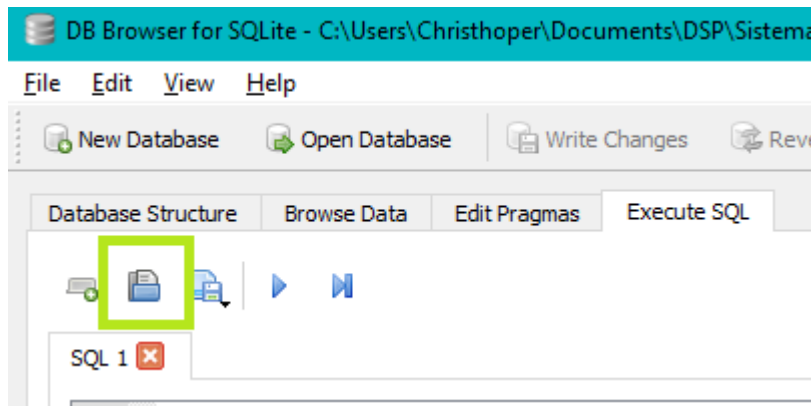 DB Browser for SQLite - C:\Users\Christhoper\Documents\DSP\Sistema
File Edit View Help
New Database Open Database Write Changes Reve
Database Structure Browse Data Edit Pragmas Execute SQL
SQL 1